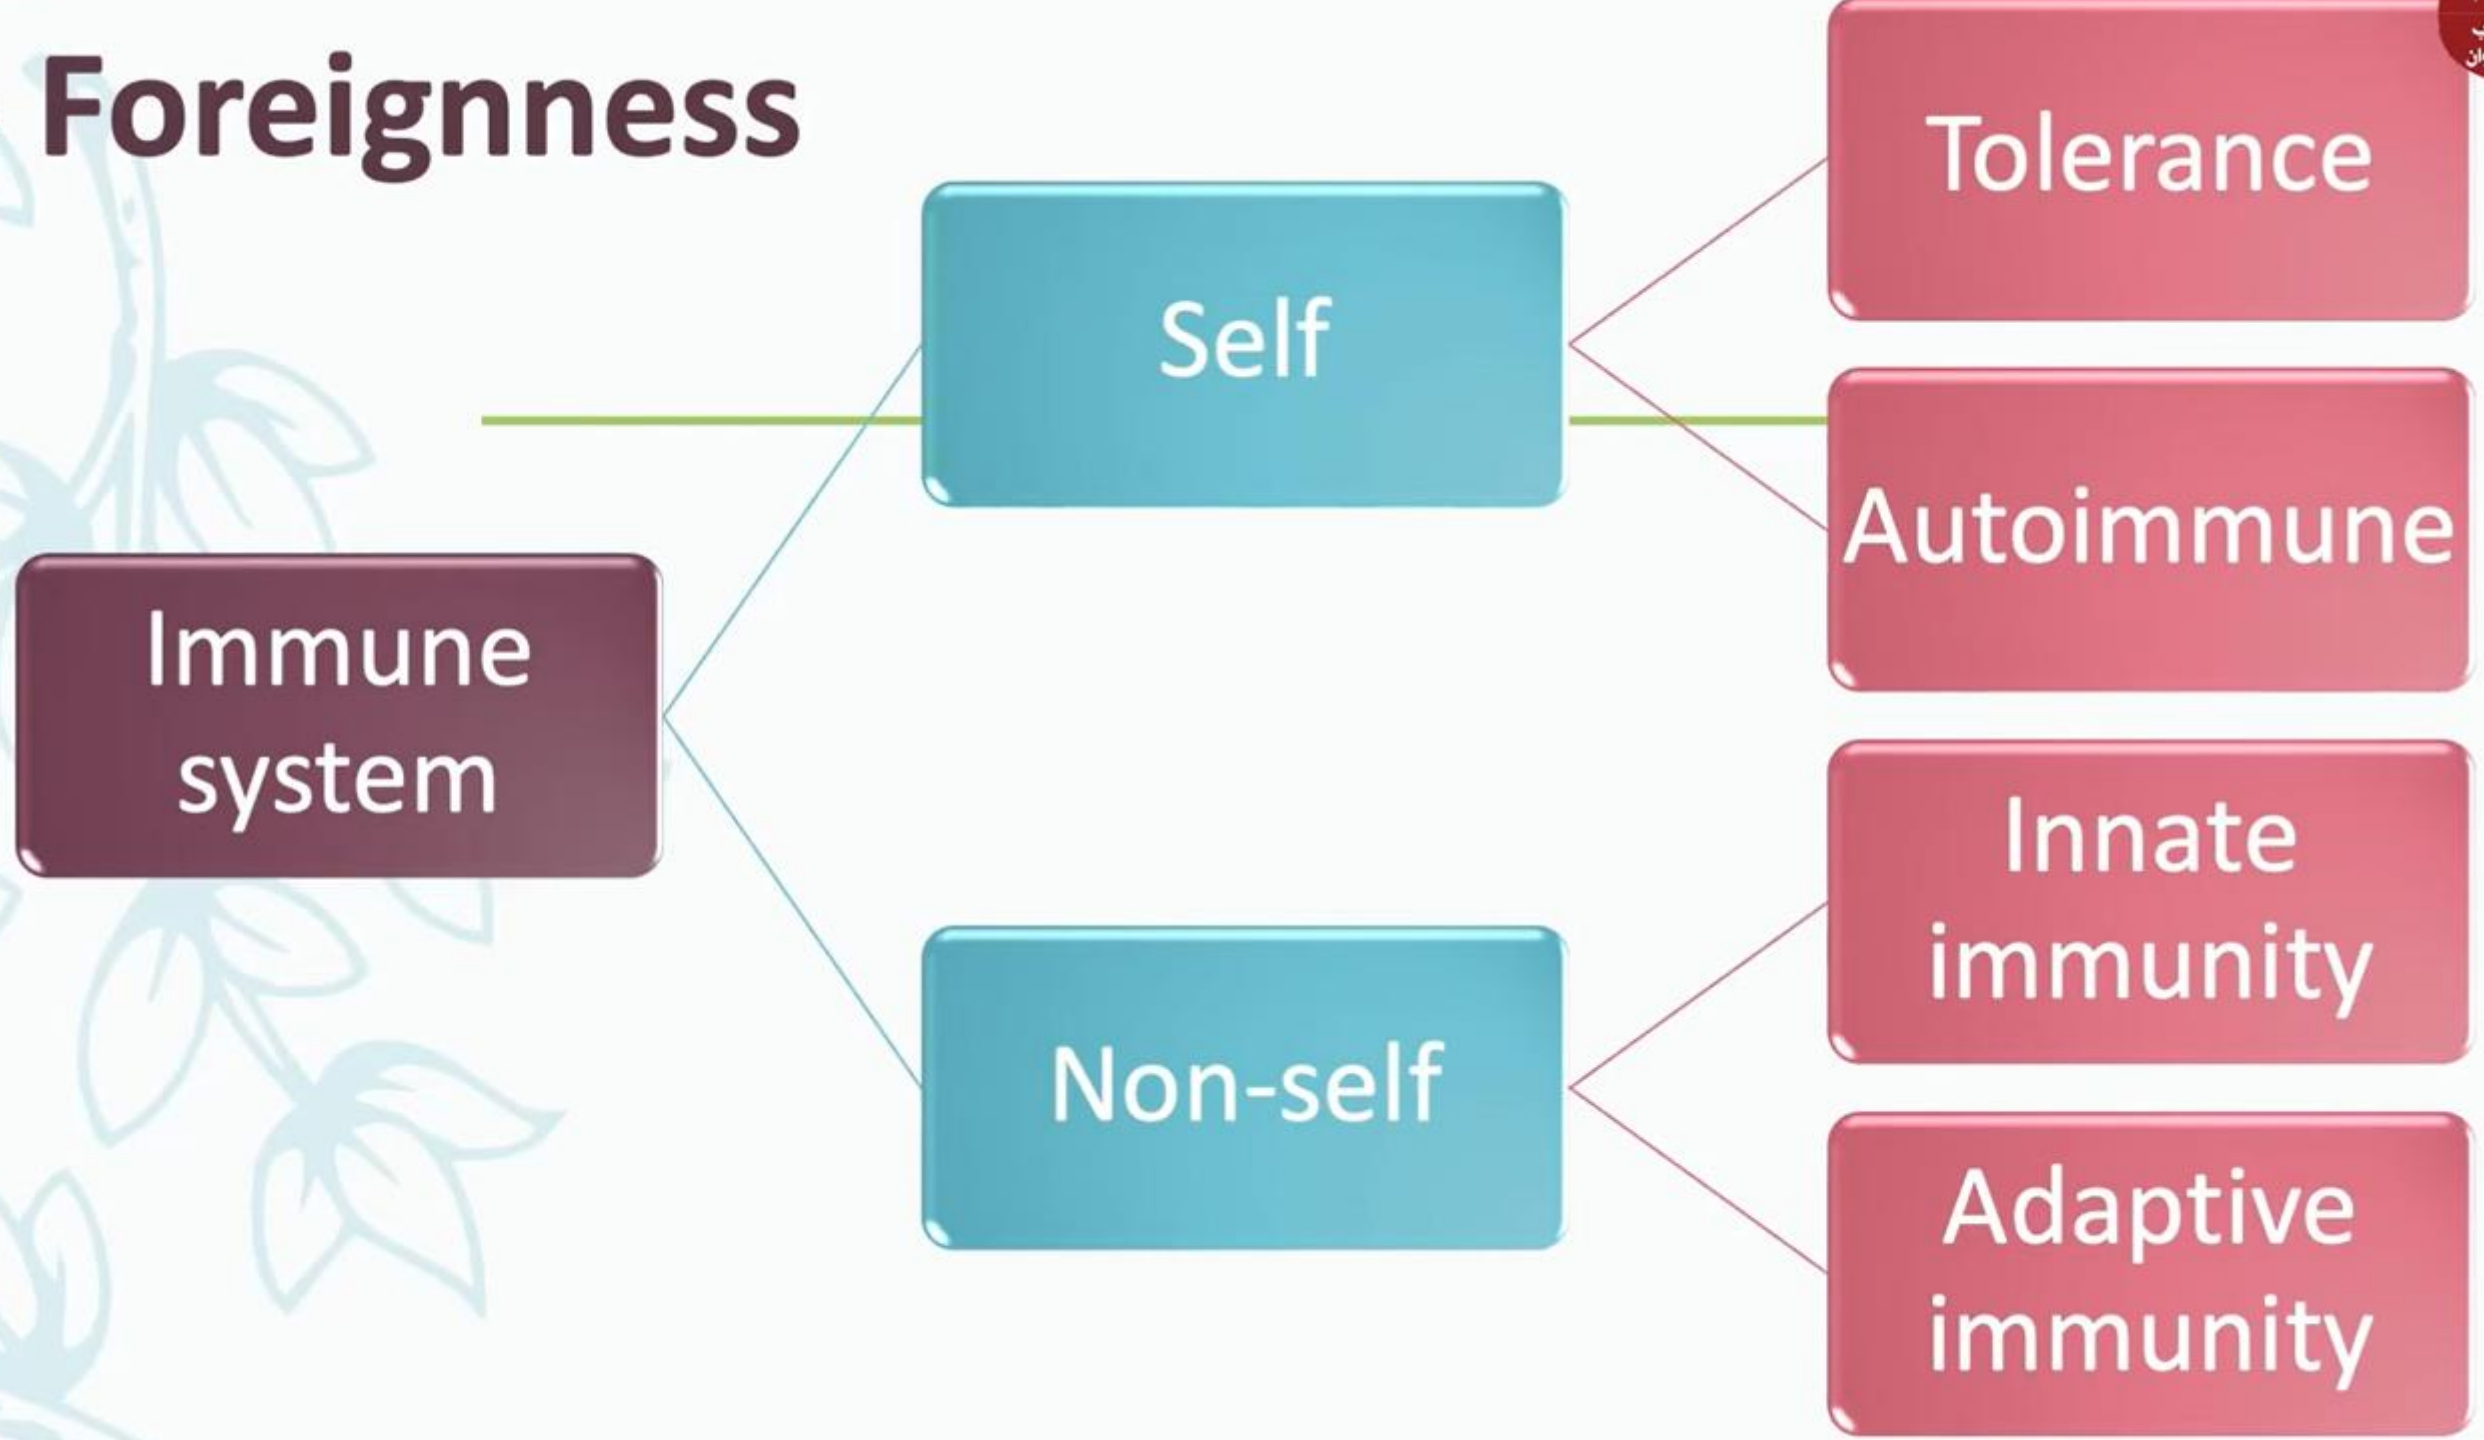 Foreignness
Immune
system
Self
Non-self
Tolerance
Autoimmune
Innate
immunity
Adaptive
immunity